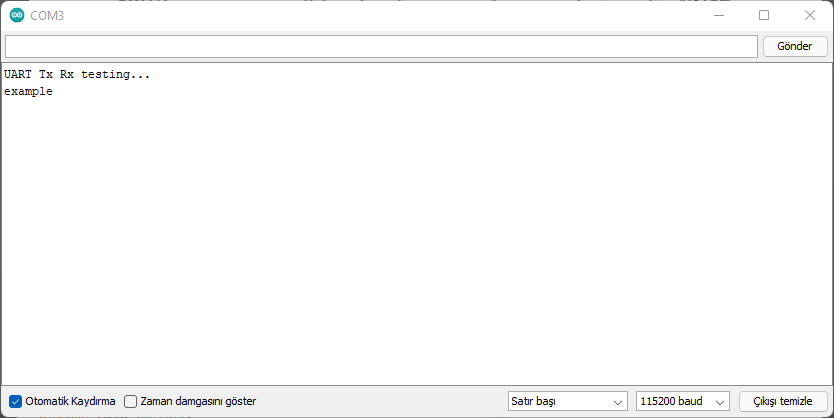 COM3
Gönder
UART Tx Rx testing...
example
Otomatik Kaydırma
Zaman damgasını göster
Satır başı
115200 baud
Çıkışı temizle